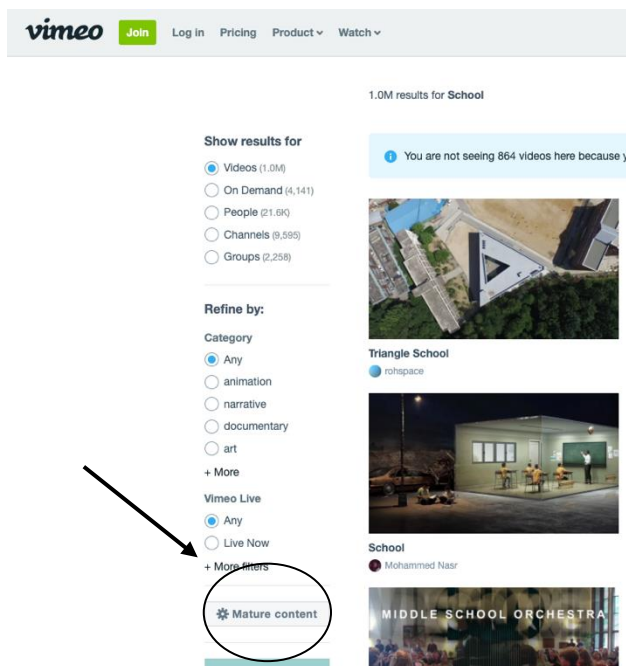 vimeo Join Log in Pricing Product Watch
1.0M results for School
Show results for
Videos (1.0M)
On Demand (4,141)
People (21.6K)
Channels (9,595)
Groups (2,258)
You are not seeing 864 videos here because
Refine by:
Category
Any
animation
narrative
documentary
art
+ More
Vimeo Live
Any
Live Now
+ More filters
Mature content
Triangle School
rohspace
School
Mohammed Nasr
MIDDLE SCHOOL ORCHESTRA